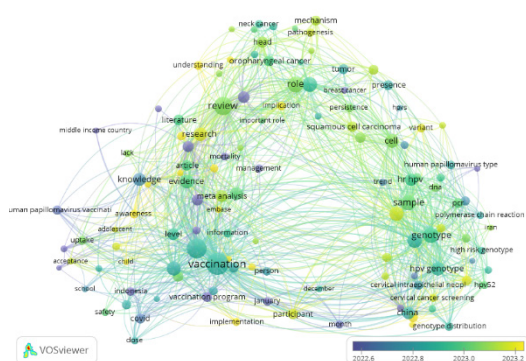 neck cancer
mechanism
pathogenesis
head
understanding
oropharyngeal cancer
tumor
role
presence
breast cancer
review
implication
persistence
hpvs
literature
important role
squamous cell carcinoma
variant
middle income country
research
cell
lack
mortality
article
management
human papillomavirus type
knowledge
evidence
trend
hrhpv
dna
meta analysis
sample
pcr
uman papillomavirus vaccinati
awareness
embase
polymerase chain reaction
adolescent
level
information
genotype
iran
uptake
high risk genotype
acceptance
child
vaccination
person
hpv genotype
school
december
cervical intraepithelial neopl
hpv52
indonesia
vaccination program
january
cervical cancer screening
safety
covid
participant
china
implementation
month
genotype distribution
dose
VOSviewer
2022.6
2022.8
2023.0
2023.2